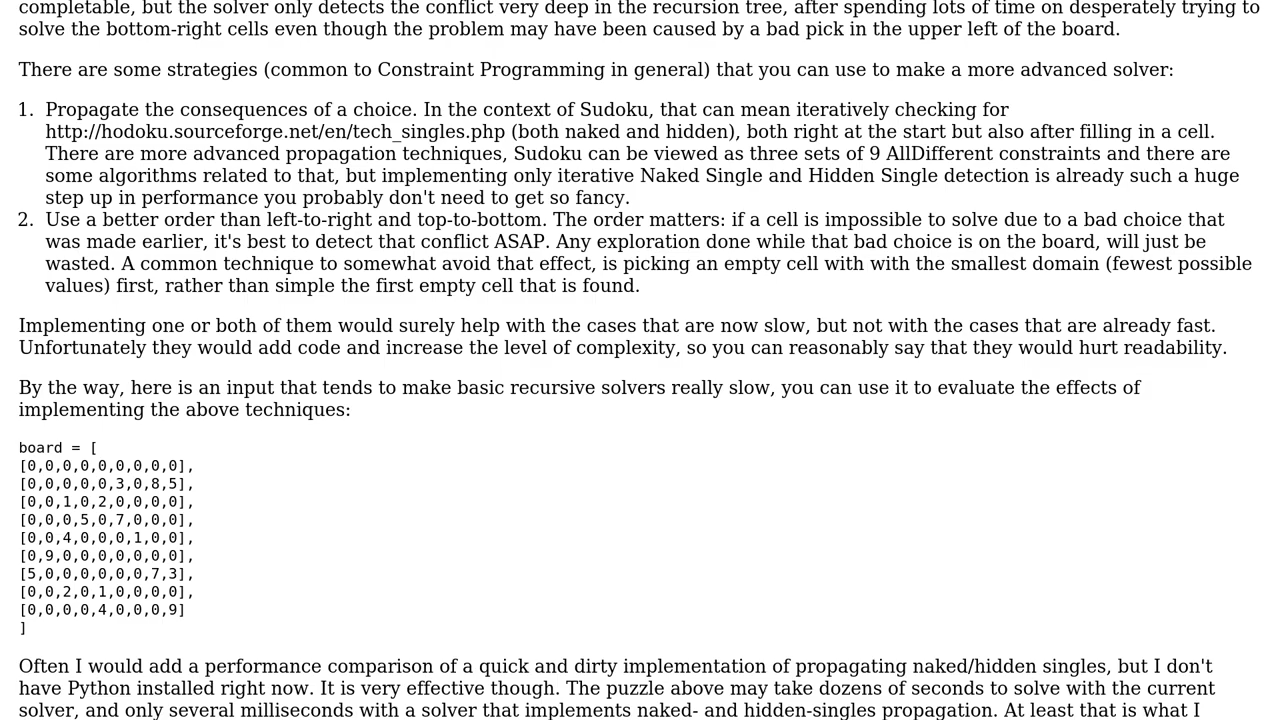 completable, but the solver only detects the conflict very deep in the recursion tree, after spending lots of time on desperately trying to
solve the bottom-right cells even though the problem may have been caused by a bad pick in the upper left of the board.
There are some strategies (common to Constraint Programming in general) that you can use to make a more advanced solver:
1. Propagate the consequences of a choice. In the context of Sudoku, that can mean iteratively checking for
http://hodoku.sourceforge.net/en/tech_singles.php (both naked and hidden), both right at the start but also after filling in a cell.
There are more advanced propagation techniques, Sudoku can be viewed as three sets of 9 AllDifferent constraints and there are
some algorithms related to that, but implementing only iterative Naked Single and Hidden Single detection is already such a huge
step up in performance you probably don't need to get so fancy.
2. Use a better order than left-to-right and top-to-bottom. The order matters: if a cell is impossible to solve due to a bad choice that
was made earlier, it's best to detect that conflict ASAP. Any exploration done while that bad choice is on the board, will just be
wasted. A common technique to somewhat avoid that effect, is picking an empty cell with with the smallest domain (fewest possible
values) first, rather than simple the first empty cell that is found.
Implementing one or both of them would surely help with the cases that are now slow, but not with the cases that are already fast.
Unfortunately they would add code and increase the level of complexity, so you can reasonably say that they would hurt readability.
By the way, here is an input that tends to make basic recursive solvers really slow, you can use it to evaluate the effects of
implementing the above techniques:
board = [
[0,0,0,0,0,0,0,0,0],
[0,0,0,0,0,3,0,8,5],
[0,0,1,0,2,0,0,0,0],
[0,0,0,5,0,7,0,0,0],
[0,0,4,0,0,0,1,0,0],
[0,9,0,0,0,0,0,0,0],
[5,0,0,0,0,0,0,7,3],
[0,0,2,0,1,0,0,0,0],
[0,0,0,0,4,0,0,0,9]
]
Often I would add a performance comparison of a quick and dirty implementation of propagating naked/hidden singles, but I don't
have Python installed right now. It is very effective though. The puzzle above may take dozens of seconds to solve with the current
solver, and only several milliseconds with a solver that implements naked- and hidden-singles propagation. At least that is what I